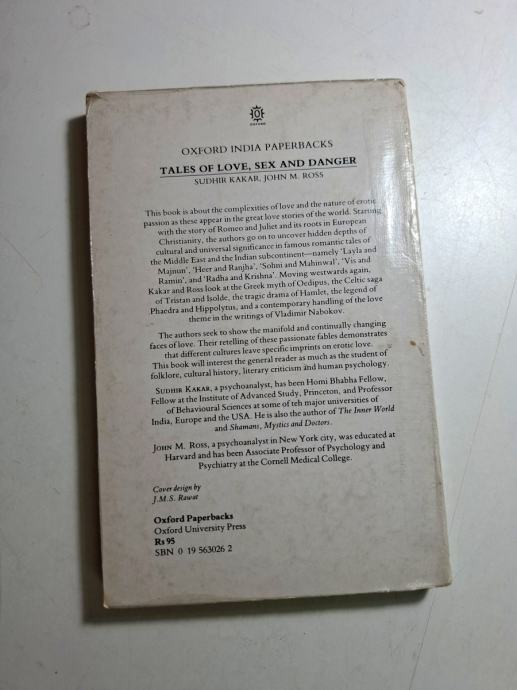 OXFORD
OXFORD INDIA PAPERBACKS
TALES OF LOVE, SEX AND DANGER
SUDHIR KAKAR, JOHN M. ROSS
This book is about the complexities of love and the nature of erotic
passion as these appear in the great love stories of the world. Starting
with the story of Romeo and Juliet and its roots in European
Christianity, the authors go on to uncover hidden depths of
cultural and universal significance in famous romantic tales of
the Middle East and the Indian subcontinent—namely 'Layla and
Majnun', 'Heer and Ranjha', 'Sohni and Mahinwal', 'Vis and
Ramin', and 'Radha and Krishna'. Moving westwards again,
Kakar and Ross look at the Greek myth of Oedipus, the Celtic saga
of Tristan and Isolde, the tragic drama of Hamlet, the legend of
Phaedra and Hippolytus, and a contemporary handling of the love
theme in the writings of Vladimir Nabokov.
The authors seek to show the manifold and continually changing
faces of love. Their retelling of these passionate fables demonstrates
that different cultures leave specific imprints on erotic love.
This book will interest the general reader as much as the student of
folklore, cultural history, literary criticism and human psychology.
SUDHIR KAKAR, a psychoanalyst, has been Homi Bhabha Fellow,
Fellow at the Institute of Advanced Study, Princeton, and Professor
of Behavioural Sciences at some of teh major universities of
India, Europe and the USA. He is also the author of The Inner World
and Shamans, Mystics and Doctors.
JOHN M. ROSS, a psychoanalyst in New York city, was educated at
Harvard and has been Associate Professor of Psychology and
Psychiatry at the Cornell Medical College.
Cover design by
J.M.S. Rawat
Oxford Paperbacks
Oxford University Press
Rs 95
SBN 0 19 563026 2